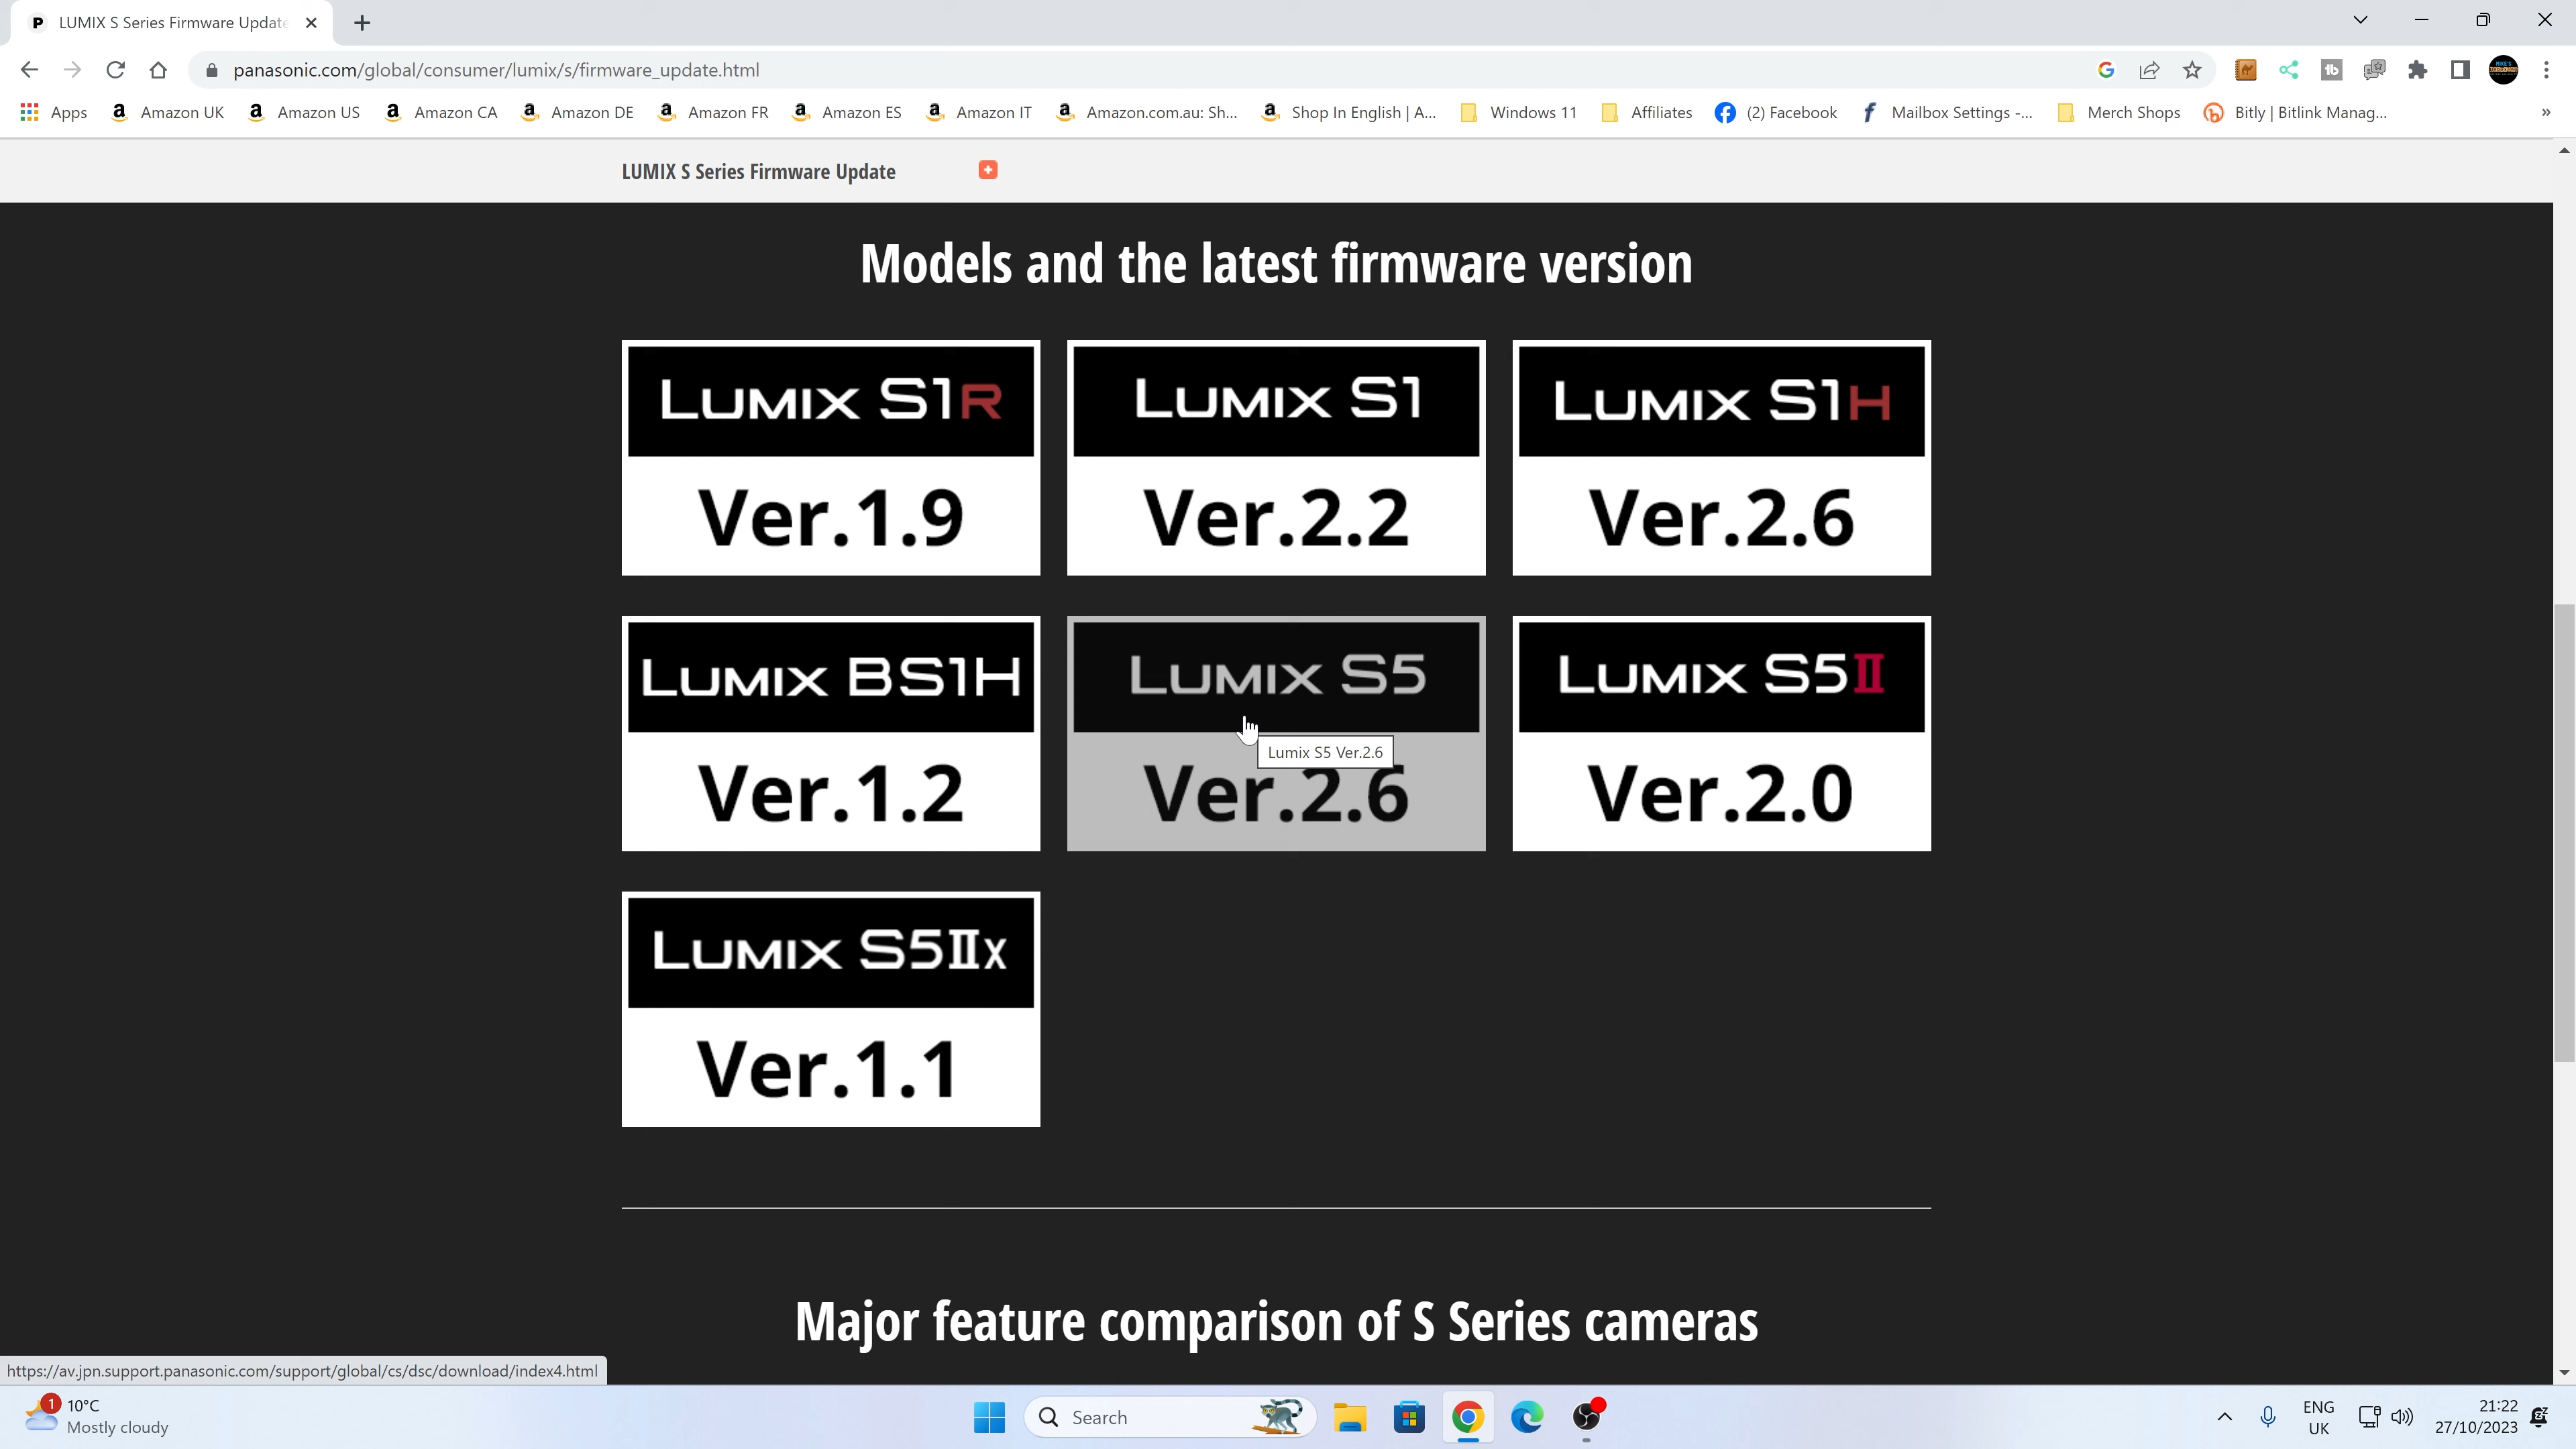 LUMIX S Series Firmware Update
panasonic.com/global/consumer/lumix/s/firmware_update.html
Apps Amazon UK Amazon US Amazon CA Amazon DE Amazon FR Amazon ES Amazon IT Amazon.com.au: Sh... Shop In English | A... Windows 11 Affiliates (2) Facebook Mailbox Settings -... Merch Shops Bitly | Bitlink Manag... »
LUMIX S Series Firmware Update
Models and the latest firmware version
LUMIX S1R LUMIX S1 LUMIX S1H
Ver.1.9 Ver.2.2 Ver.2.6
LUMIX BS1H LUMIX S5 LUMIX S5II
Lumix S5 Ver.2.6
Ver.1.2 Ver.2.6 Ver.2.0
LUMIX S5IIX
Ver.1.1
Major feature comparison of S Series cameras
https://av.jpn.support.panasonic.com/support/global/cs/dsc/download/index4.html
1 10°C
Mostly cloudy
Search
ENG
UK
21:22
27/10/2023